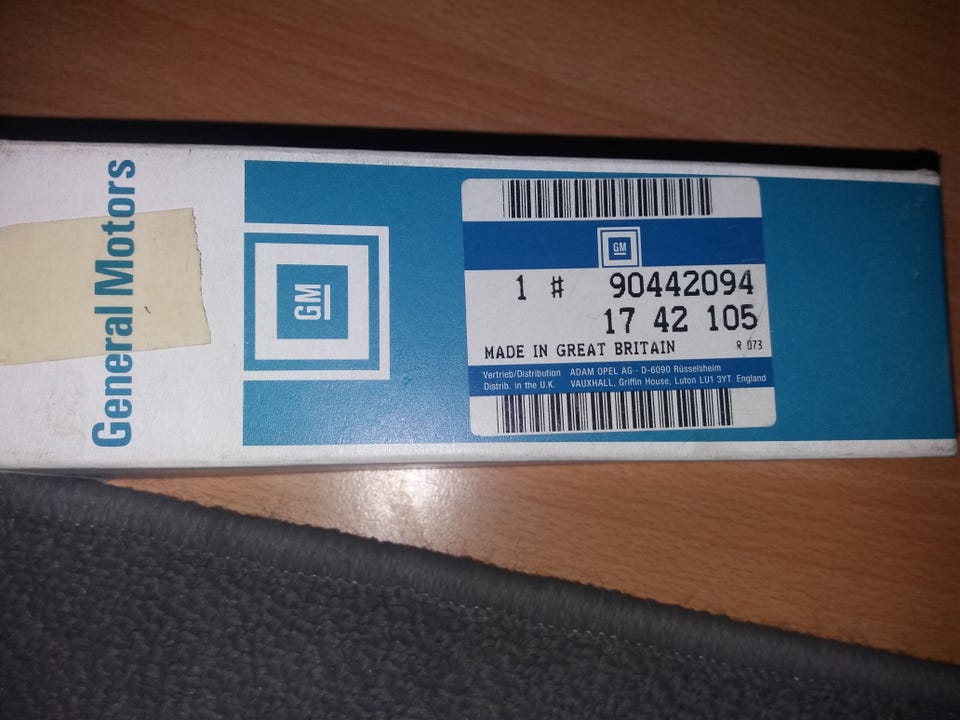 General Motors
GM
GM
1 # 90442094
17 42 105
MADE IN GREAT BRITAIN R 073
Vertrieb/Distribution ADAM OPEL AG · D-6090 Rüsselsheim
Distrib. in the U.K. VAUXHALL, Griffin House, Luton LU1 3YT England